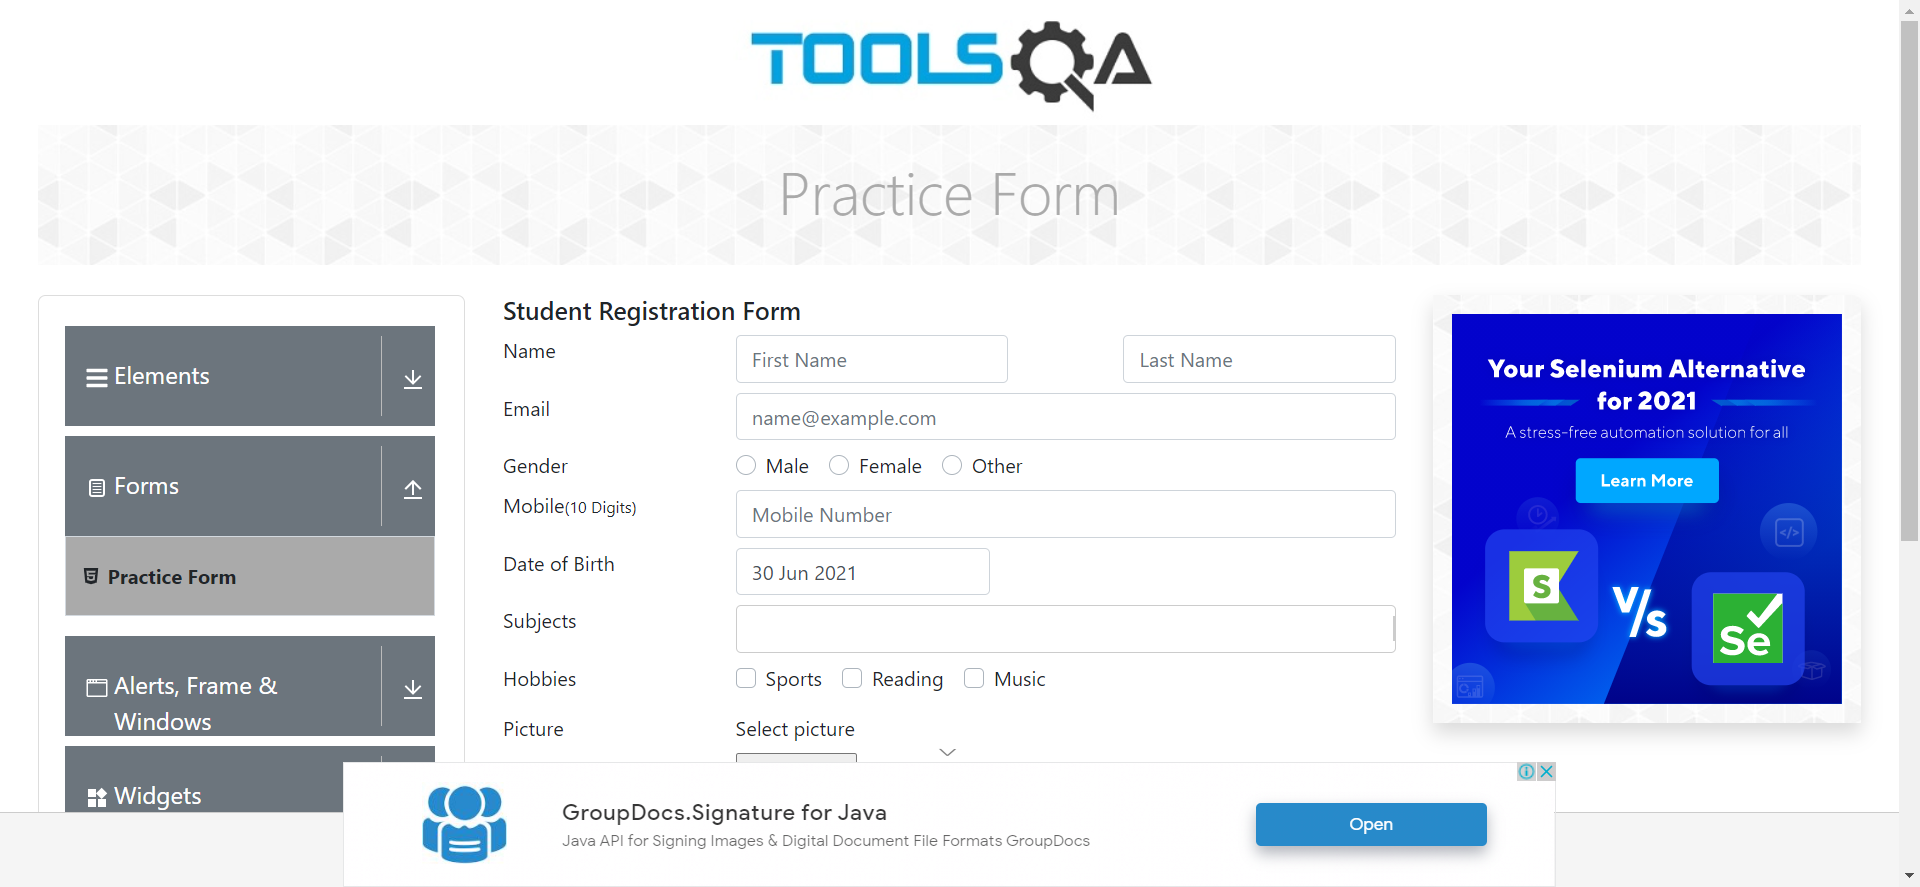 TOOLSQA
Practice Form
Elements
Forms
Practice Form
Alerts, Frame &
Windows
Widgets
Student Registration Form
Name
First Name
Last Name
Email
name@example.com
Gender
Male
Female
Other
Mobile(10 Digits)
Mobile Number
Date of Birth
30 Jun 2021
Subjects
Hobbies
Sports
Reading
Music
Picture
Select picture
Your Selenium Alternative
for 2021
A stress-free automation solution for all
Learn More
</>
S
V/s
Se
GroupDocs.Signature for Java
Java API for Signing Images & Digital Document File Formats GroupDocs
Open